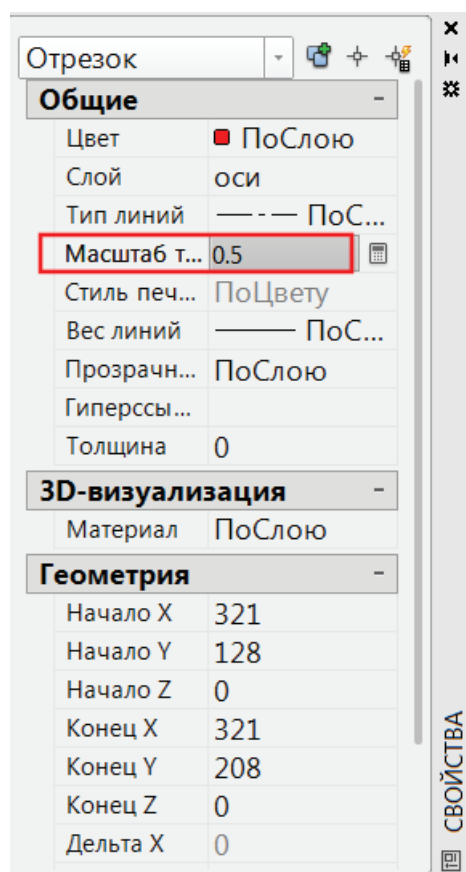 Отрезок
Общие
Цвет ПоСлою
Слой оси
Тип линий ПоС...
Масштаб т... 0.5
Стиль печ... ПоЦвету
Вес линий ПоС...
Прозрачн... ПоСлою
Гиперссы...
Толщина 0
3D-визуализация
Материал ПоСлою
Геометрия
Начало X 321
Начало Y 128
Начало Z 0
Конец X 321
Конец Y 208
Конец Z 0
Дельта X 0
СВОЙСТВА